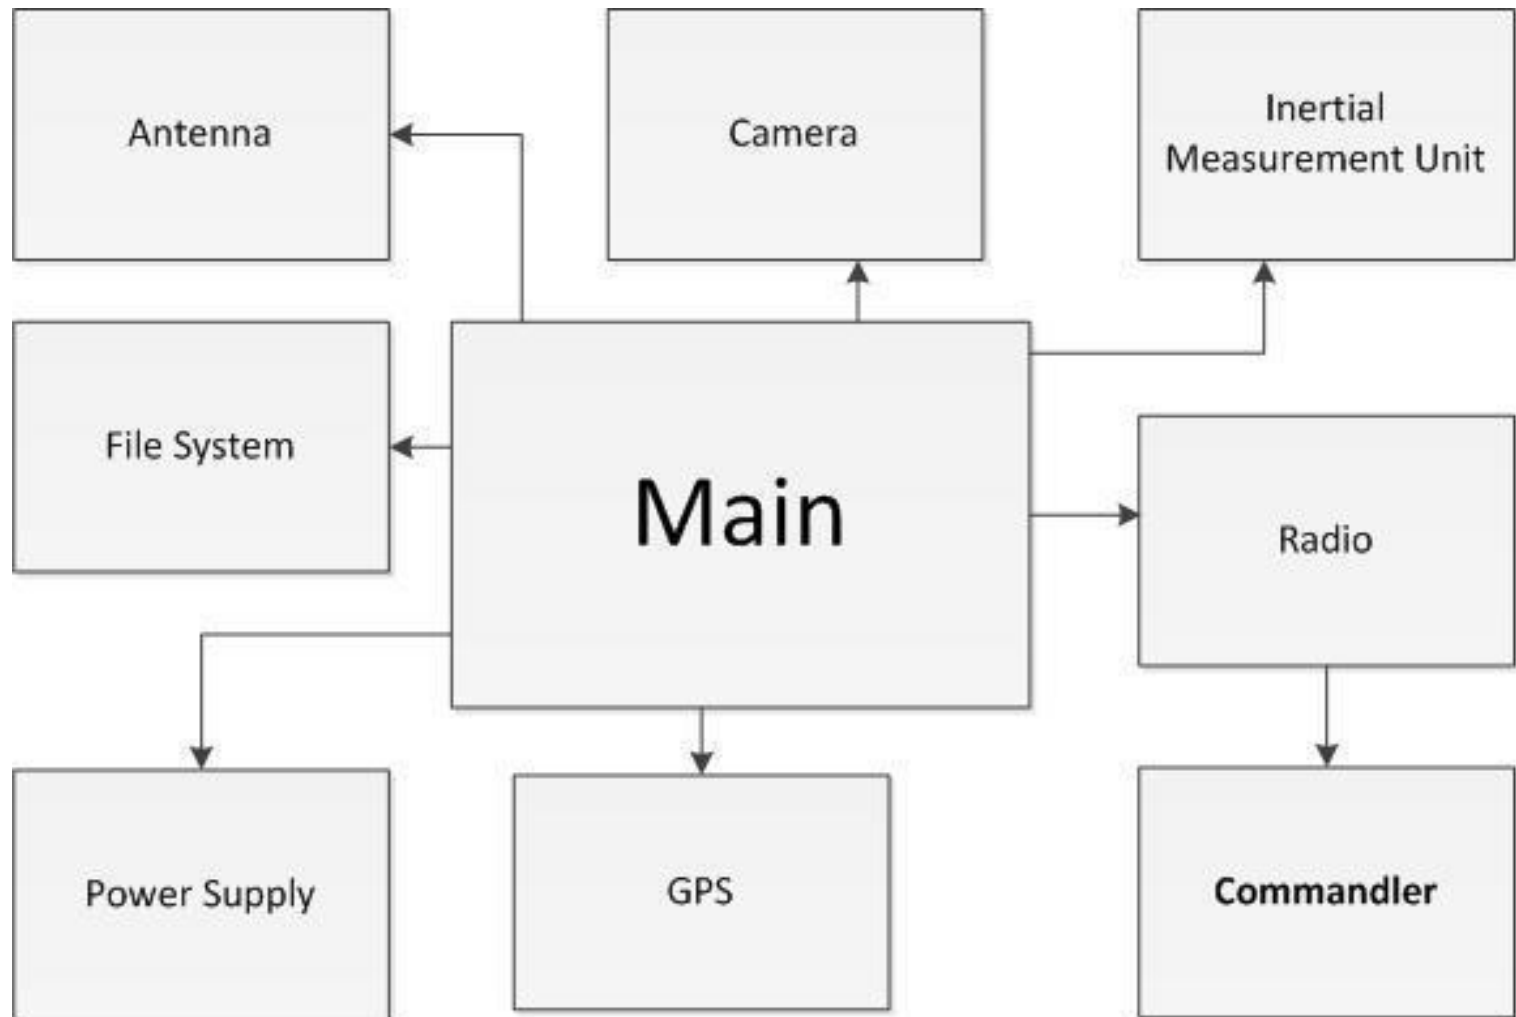 Antenna
Camera
Inertial
Measurement Unit
File System
Main
Radio
Power Supply
GPS
Commandler